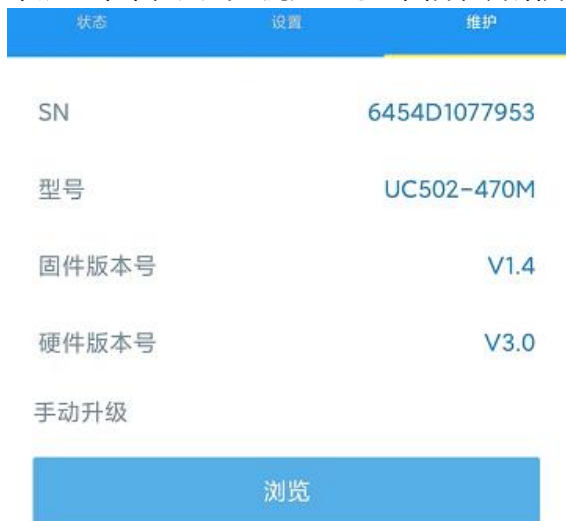 状态 设置 维护
SN 6454D1077953
型号 UC502-470M
固件版本号 V1.4
硬件版本号 V3.0
手动升级
浏览